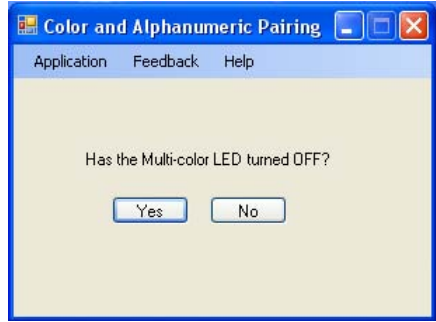 Color and Alphanumeric Pairing
Application Feedback Help
Has the Multi-color LED turned OFF?
Yes No